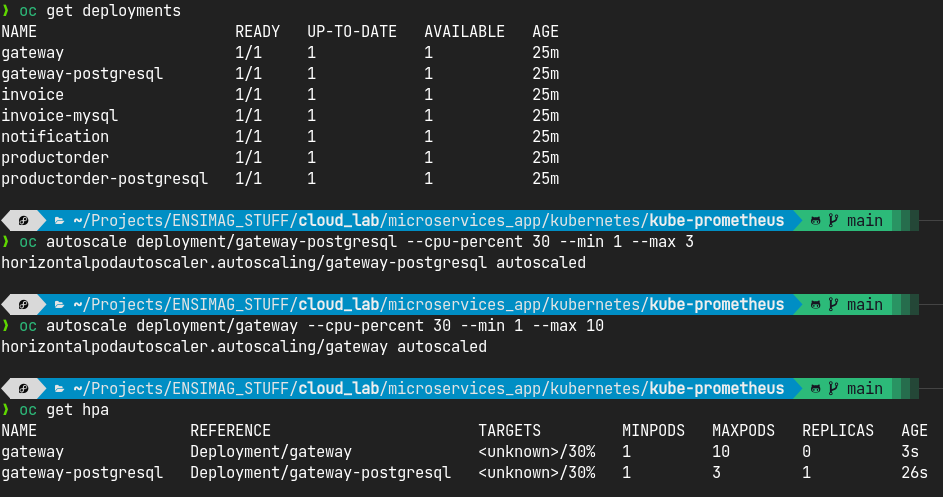 ❯ oc get deployments
NAME                     READY   UP-TO-DATE   AVAILABLE   AGE
gateway                  1/1     1            1           25m
gateway-postgresql       1/1     1            1           25m
invoice                  1/1     1            1           25m
invoice-mysql            1/1     1            1           25m
notification             1/1     1            1           25m
productorder             1/1     1            1           25m
productorder-postgresql  1/1     1            1           25m
~/Projects/ENSIMAG_STUFF/cloud_lab/microservices_app/kubernetes/kube-prometheus main
❯ oc autoscale deployment/gateway-postgresql --cpu-percent 30 --min 1 --max 3
horizontalpodautoscaler.autoscaling/gateway-postgresql autoscaled
~/Projects/ENSIMAG_STUFF/cloud_lab/microservices_app/kubernetes/kube-prometheus main
❯ oc autoscale deployment/gateway --cpu-percent 30 --min 1 --max 10
horizontalpodautoscaler.autoscaling/gateway autoscaled
~/Projects/ENSIMAG_STUFF/cloud_lab/microservices_app/kubernetes/kube-prometheus main
❯ oc get hpa
NAME                 REFERENCE                       TARGETS         MINPODS   MAXPODS   REPLICAS   AGE
gateway              Deployment/gateway              <unknown>/30%   1         10        0          3s
gateway-postgresql   Deployment/gateway-postgresql   <unknown>/30%   1         3         1          26s